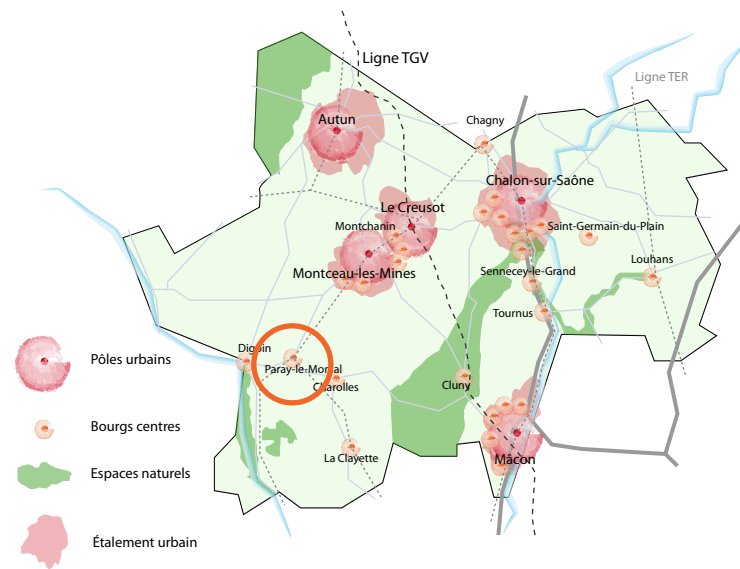 Ligne TGV
Ligne TER
Autun
Chagny
Chalon-sur-Saône
Le Creusot
Montchanin
Saint-Germain-du-Plain
Montceau-les-Mines
Sennecey-le-Grand
Louhans
Tournus
Digoin
Paray-le-Monial
Charolles
Cluny
La Clayette
Mâcon
Pôles urbains
Bourgs centres
Espaces naturels
Étalement urbain